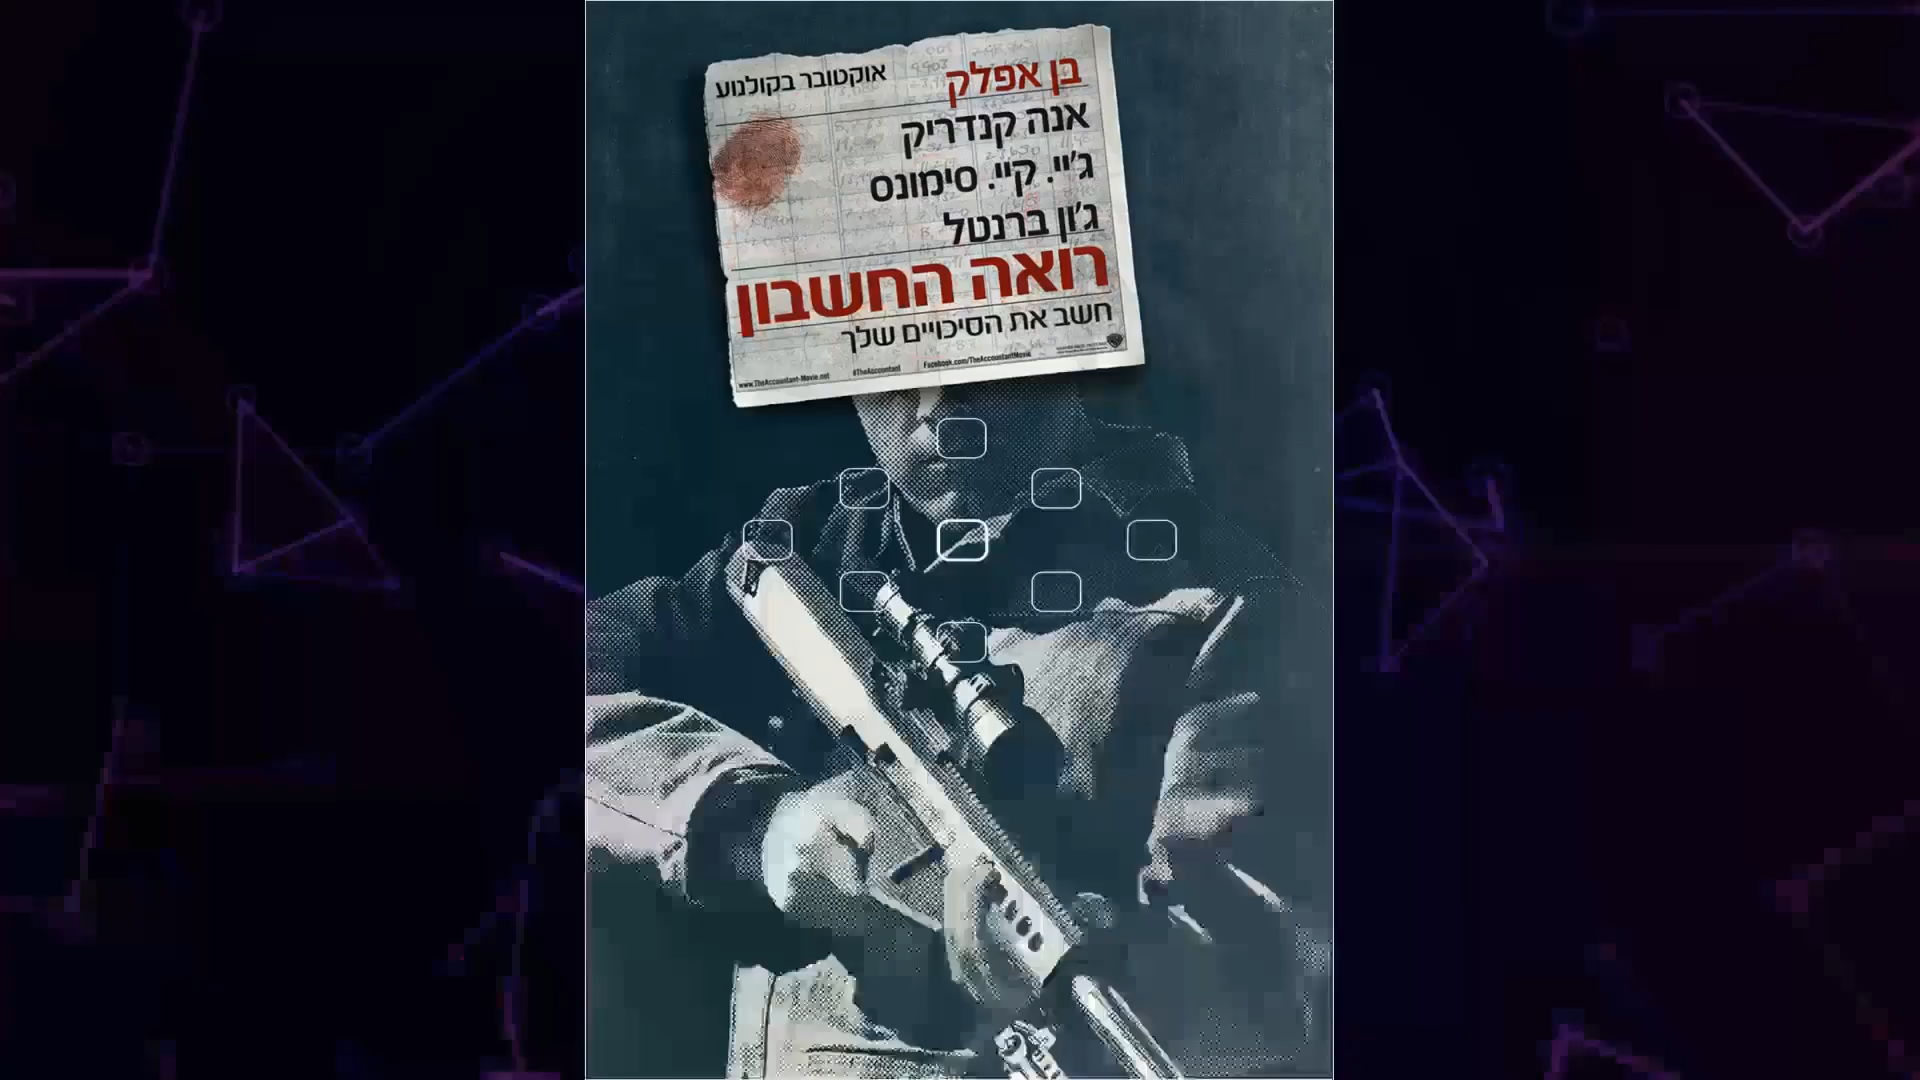 בן אפלק
אוקטובר בקולנוע
אנה קנדריק
ג'יי. קיי. סימונס
ג'ון ברנטל
רואה החשבון
חשב את הסיכויים שלך
www.TheAccountant-Movie.net #TheAccountant Facebook.com/TheAccountantMovie